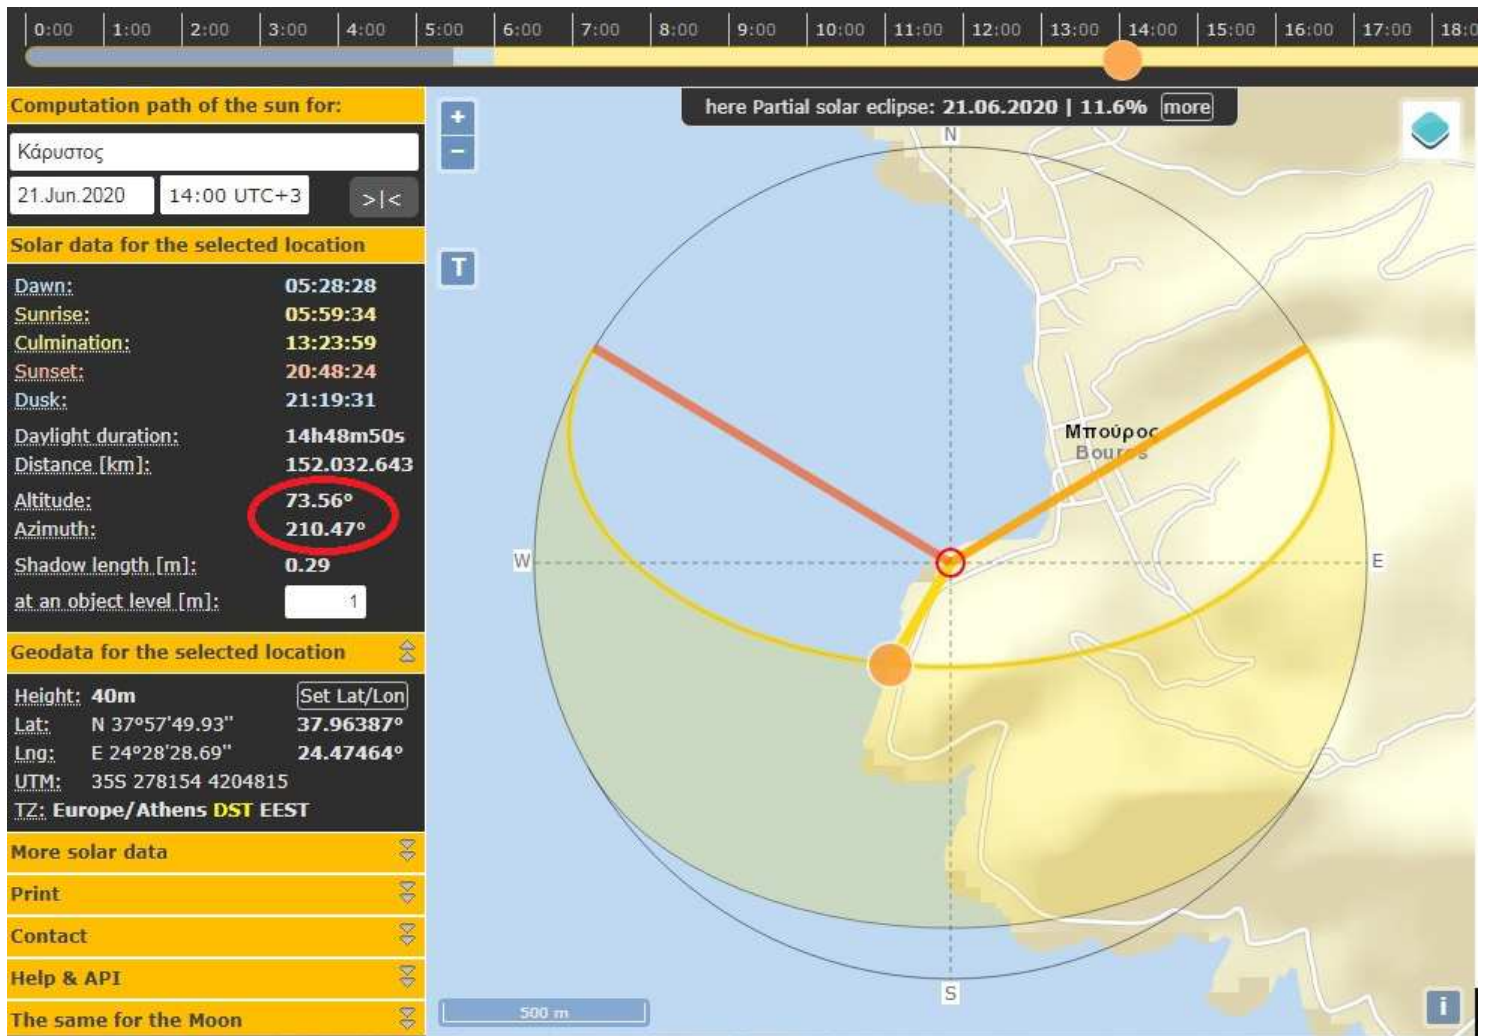 0:00 1:00 2:00 3:00 4:00 5:00 6:00 7:00 8:00 9:00 10:00 11:00 12:00 13:00 14:00 15:00 16:00 17:00 18:0
Computation path of the sun for:
Κάρυστος
21.Jun.2020 14:00 UTC+3 >|<
Solar data for the selected location
Dawn: 05:28:28
Sunrise: 05:59:34
Culmination: 13:23:59
Sunset: 20:48:24
Dusk: 21:19:31
Daylight duration: 14h48m50s
Distance [km]: 152.032.643
Altitude: 73.56°
Azimuth: 210.47°
Shadow length [m]: 0.29
at an object level [m]: 1
Geodata for the selected location
Height: 40m Set Lat/Lon
Lat: N 37°57'49.93'' 37.96387°
Lng: E 24°28'28.69'' 24.47464°
UTM: 35S 278154 4204815
TZ: Europe/Athens DST EEST
More solar data
Print
Contact
Help & API
The same for the Moon
+
−
T
here Partial solar eclipse: 21.06.2020 | 11.6% more
N
Μπούρος
Bouros
W
E
S
500 m
i